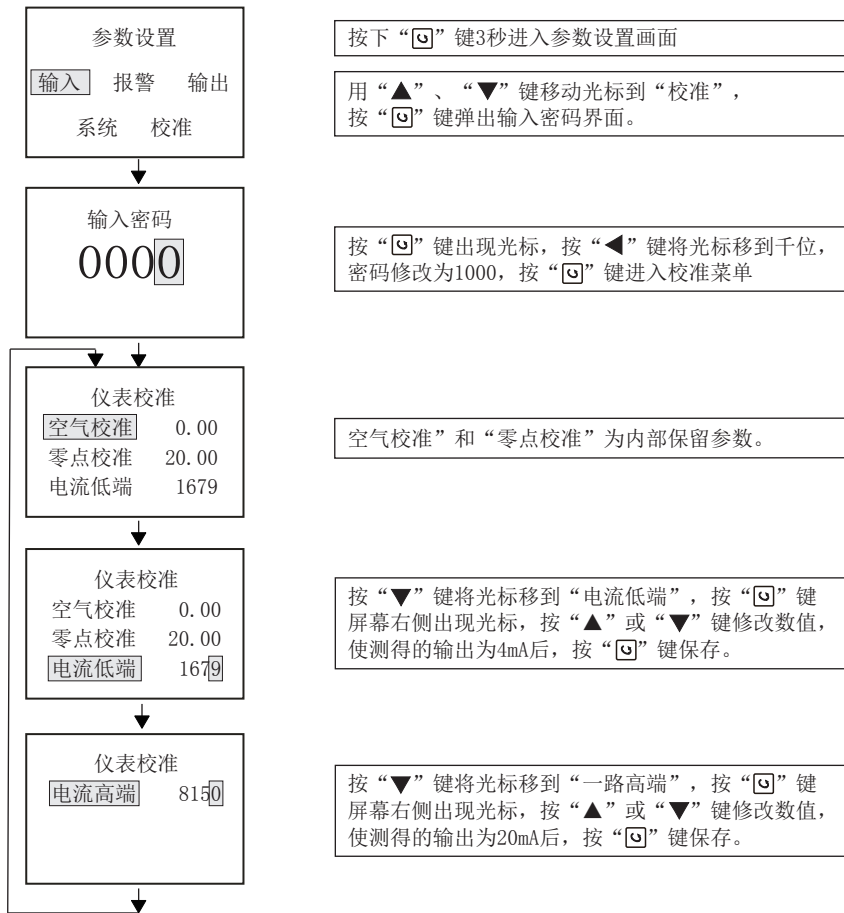 参数设置
输入 报警 输出
系统 校准
按下“”键3秒进入参数设置画面
用“▲”、“▼”键移动光标到“校准”，
按“”键弹出输入密码界面。
输入密码
0000
按“”键出现光标，按“◀”键将光标移到千位，
密码修改为1000，按“”键进入校准菜单
仪表校准
空气校准 0.00
零点校准 20.00
电流低端 1679
空气校准”和“零点校准”为内部保留参数。
仪表校准
空气校准 0.00
零点校准 20.00
电流低端 1679
按“▼”键将光标移到“电流低端”，按“”键
屏幕右侧出现光标，按“▲”或“▼”键修改数值，
使测得的输出为4mA后，按“”键保存。
仪表校准
电流高端 8150
按“▼”键将光标移到“一路高端”，按“”键
屏幕右侧出现光标，按“▲”或“▼”键修改数值，
使测得的输出为20mA后，按“”键保存。